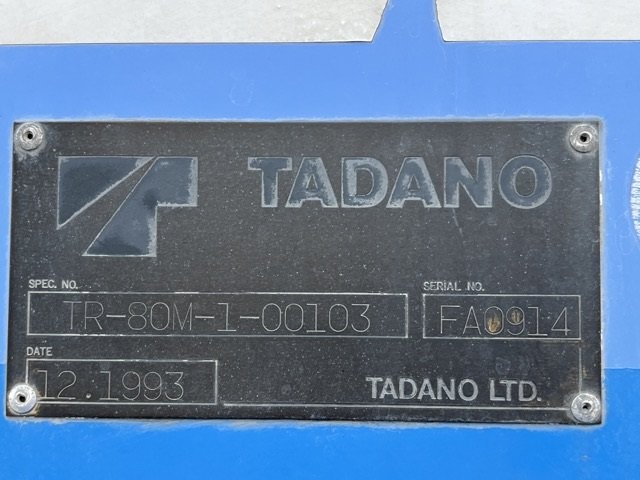 TADANO
SPEC. NO. SERIAL NO.
TR-80M-1-00103 FA0914
DATE
12.1993 TADANO LTD.